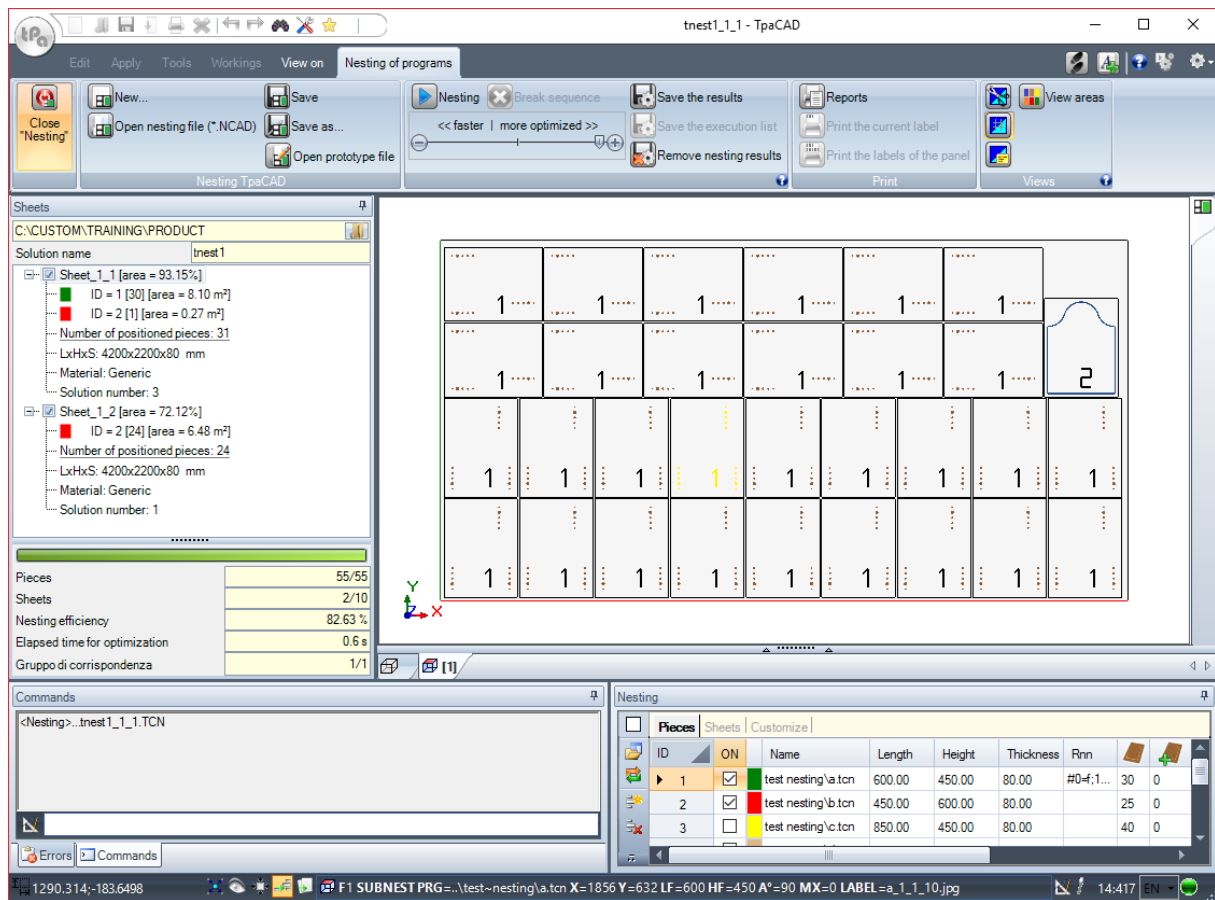 tpa
tnest1_1_1 - TpaCAD
Edit Apply Tools Workings View on Nesting of programs
Close "Nesting"
New...
Open nesting file (*.NCAD)
Save
Save as...
Open prototype file
Nesting TpaCAD
Nesting Break sequence
<< faster | more optimized >>
Save the results
Save the execution list
Remove nesting results
Reports
Print the current label
Print the labels of the panel
Print
View areas
Views
Sheets
C:\CUSTOM\TRAINING\PRODUCT
Solution name tnest1
Sheet_1_1 [area = 93.15%]
ID = 1 [30] [area = 8.10 m²]
ID = 2 [1] [area = 0.27 m²]
Number of positioned pieces: 31
LxHxS: 4200x2200x80 mm
Material: Generic
Solution number: 3
Sheet_1_2 [area = 72.12%]
ID = 2 [24] [area = 6.48 m²]
Number of positioned pieces: 24
LxHxS: 4200x2200x80 mm
Material: Generic
Solution number: 1
Pieces 55/55
Sheets 2/10
Nesting efficiency 82.63 %
Elapsed time for optimization 0.6 s
Gruppo di corrispondenza 1/1
1 1 1 1 1 1
1 1 1 1 1 1 2
1 1 1 1 1 1 1 1 1
1 1 1 1 1 1 1 1 1
Y
Z X
[1]
Commands
<Nesting>...tnest1_1_1.TCN
Errors Commands
Nesting
Pieces Sheets Customize
ID ON Name Length Height Thickness Rnn
1 test nesting\a.tcn 600.00 450.00 80.00 #0=f;1... 30 0
2 test nesting\b.tcn 450.00 600.00 80.00 25 0
3 test nesting\c.tcn 850.00 450.00 80.00 40 0
1290.314;-183.6498 F1 SUBNEST PRG=..\test~nesting\a.tcn X=1856 Y=632 LF=600 HF=450 A°=90 MX=0 LABEL=a_1_1_10.jpg 14:417 EN